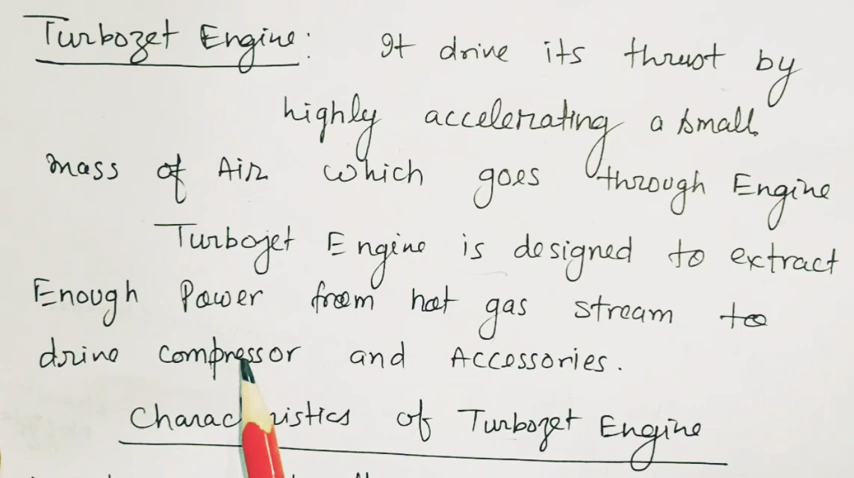 Turbozet Engine: It drive its thrust by
highly accelerating a small
mass of Air which goes through Engine
Turbojet Engine is designed to extract
Enough Power from hot gas stream to
drive compressor and Accessories.
Characteristics of Turbozet Engine